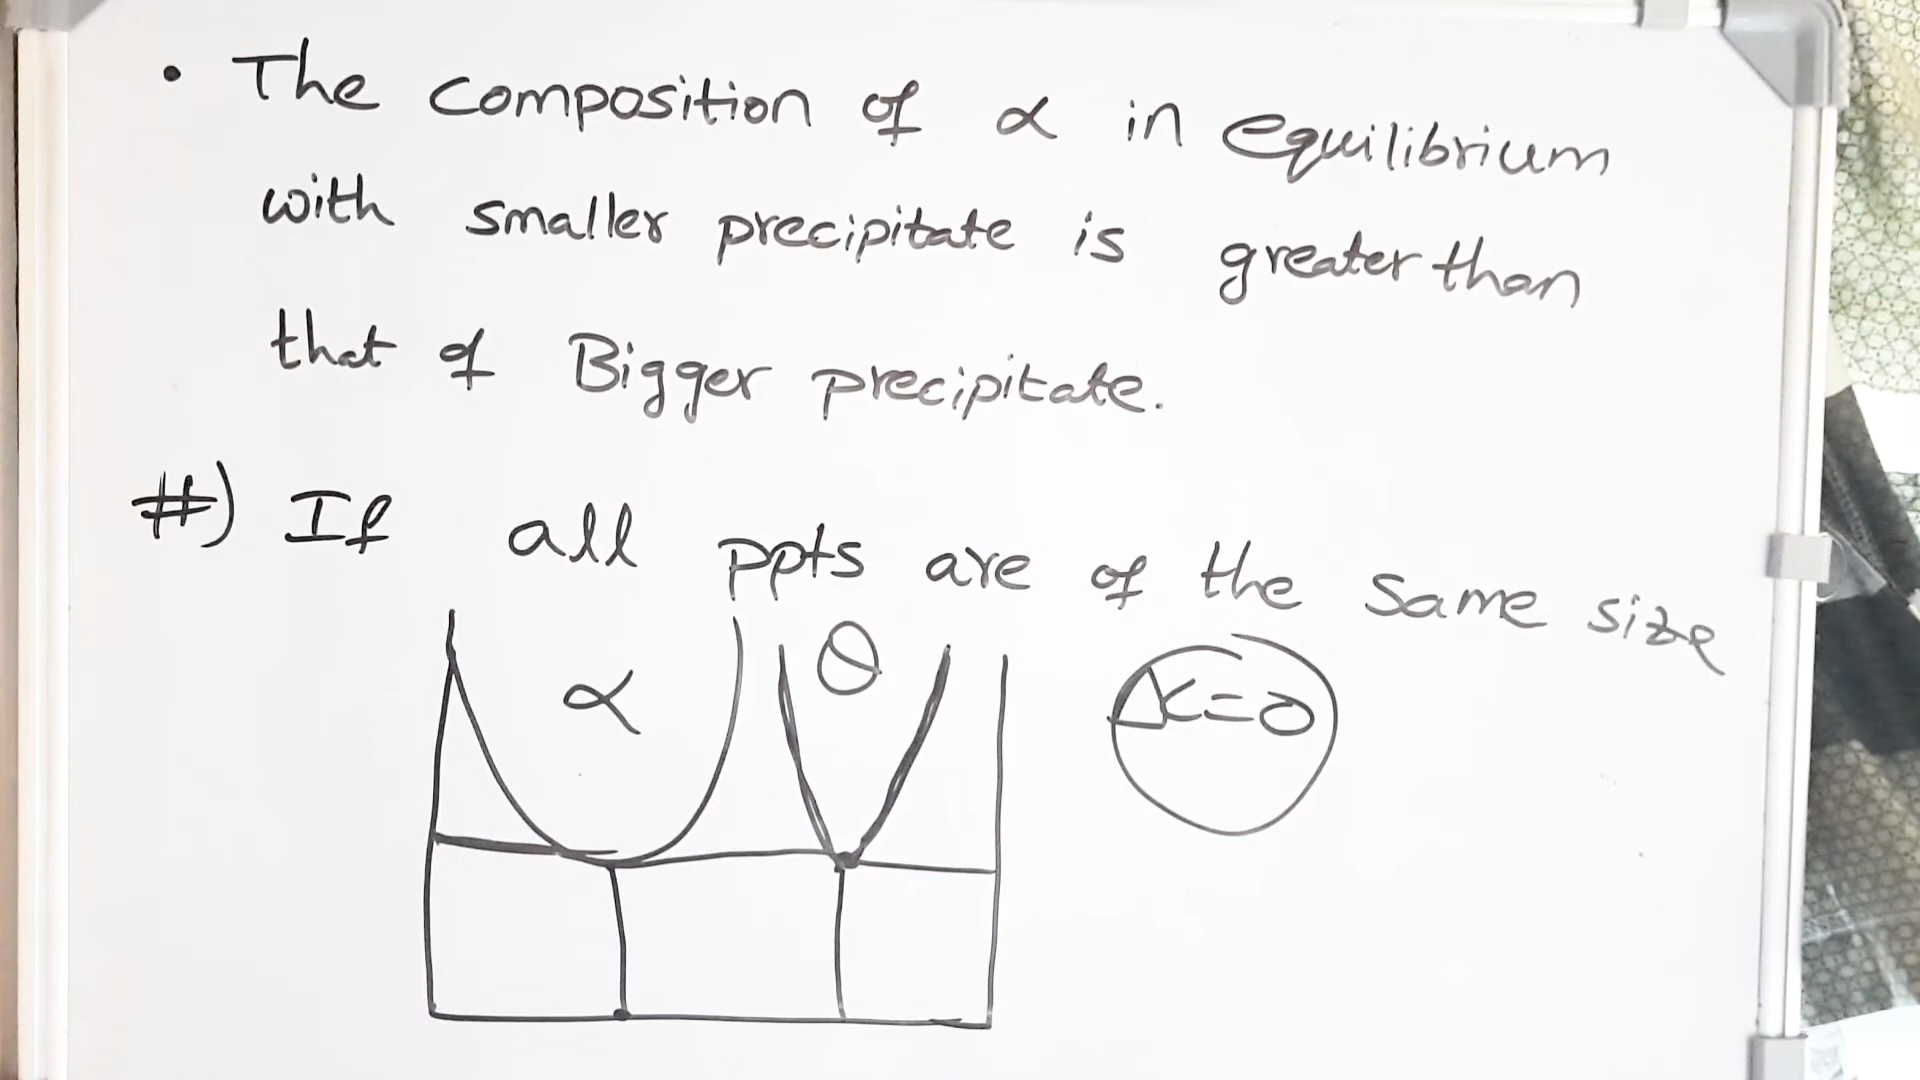 • The composition of α in equilibrium
with smaller precipitate is greater than
that of Bigger precipitate.
#) If all ppts are of the same size
α θ Δc=0